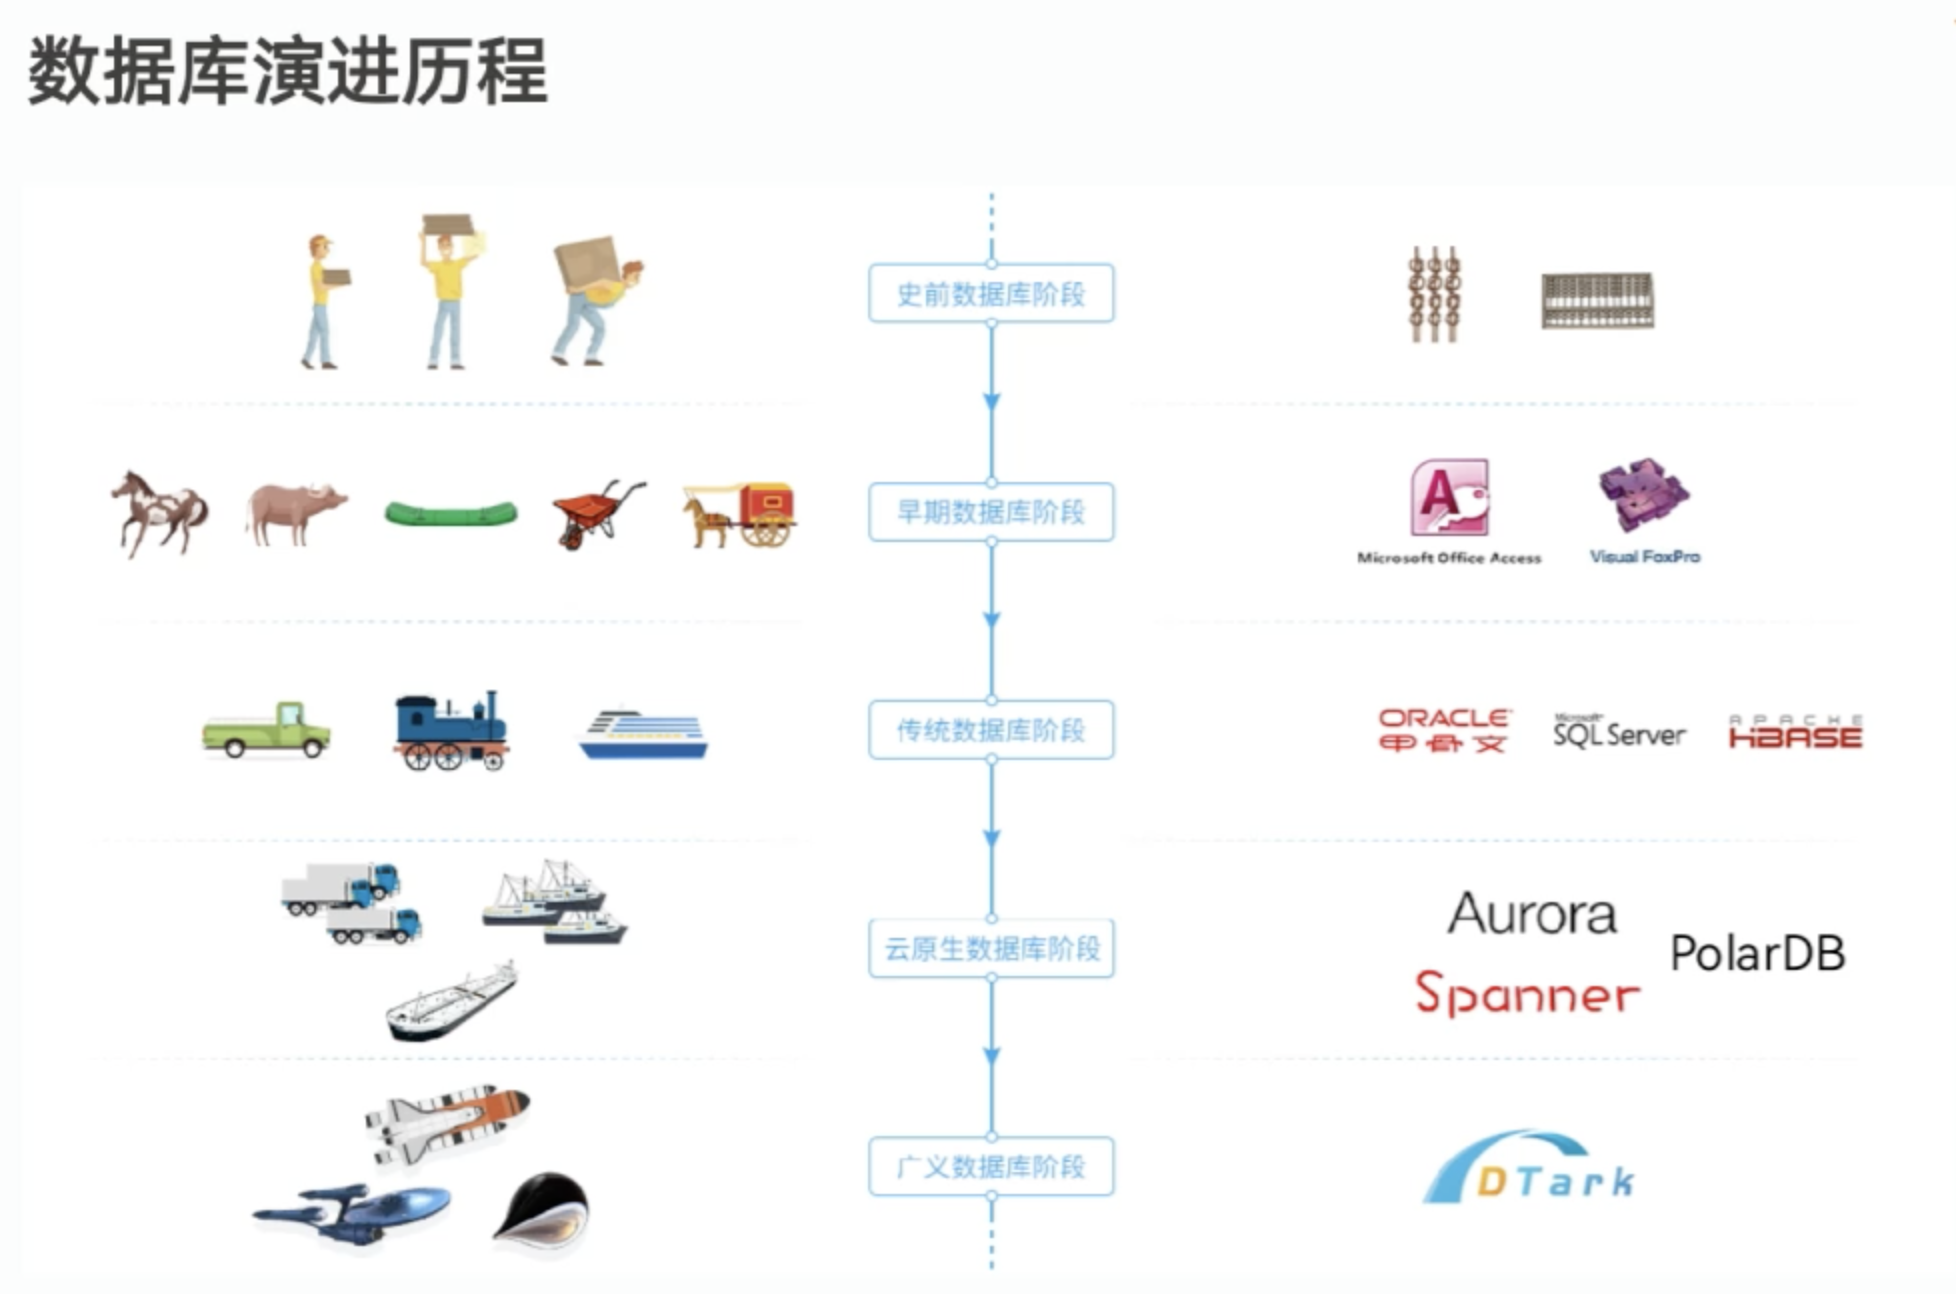 数据库演进历程
史前数据库阶段
早期数据库阶段
A
Microsoft Office Access
Visual FoxPro
传统数据库阶段
ORACLE
甲骨文
Microsoft
SQL Server
APACHE
HBASE
云原生数据库阶段
Aurora
PolarDB
Spanner
广义数据库阶段
DTark